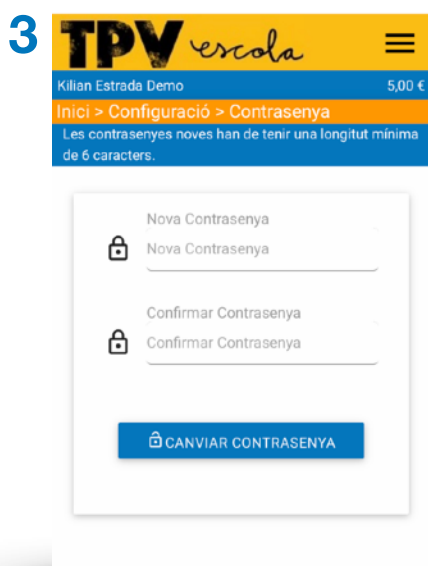 3
TPV escola
Kilian Estrada Demo 5,00 €
Inici > Configuració > Contrasenya
Les contrasenyes noves han de tenir una longitut mínima
de 6 caracters.
Nova Contrasenya
Nova Contrasenya
Confirmar Contrasenya
Confirmar Contrasenya
CANVIAR CONTRASENYA